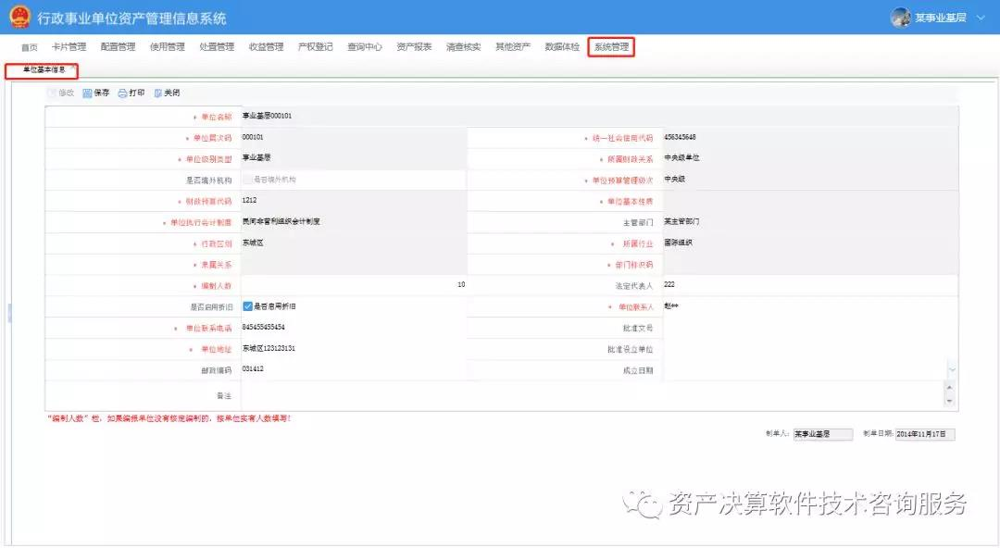 行政事业单位资产管理信息系统 某事业基层
首页 卡片管理 配置管理 使用管理 处置管理 收益管理 产权登记 查询中心 资产报表 清查核实 其他资产 数据体检 系统管理
单位基本信息
修改 保存 打印 关闭
* 单位名称 事业基层000101
* 单位层次码 000101 * 统一社会信用代码 456345648
* 单位级别类型 事业基层 * 所属财政关系 中央级单位
是否境外机构 是否境外机构 * 单位预算管理级次 中央级
* 财政预算代码 1212 * 单位基本性质
* 单位执行会计制度 民间非营利组织会计制度 主管部门 某主管部门
* 行政区划 东城区 * 所属行业 国际组织
* 隶属关系 * 部门标识码
* 编制人数 10 法定代表人 222
是否启用折旧 是否启用折旧 * 单位联系人 赵**
* 单位联系电话 845455455454 批准文号
* 单位地址 东城区123123131 批准设立单位
邮政编码 031412 成立日期
备注
“编制人数”栏，如果编报单位没有核定编制的，按单位实有人数填写！
制单人: 某事业基层 制单日期: 2014年11月17日
资产决算软件技术咨询服务